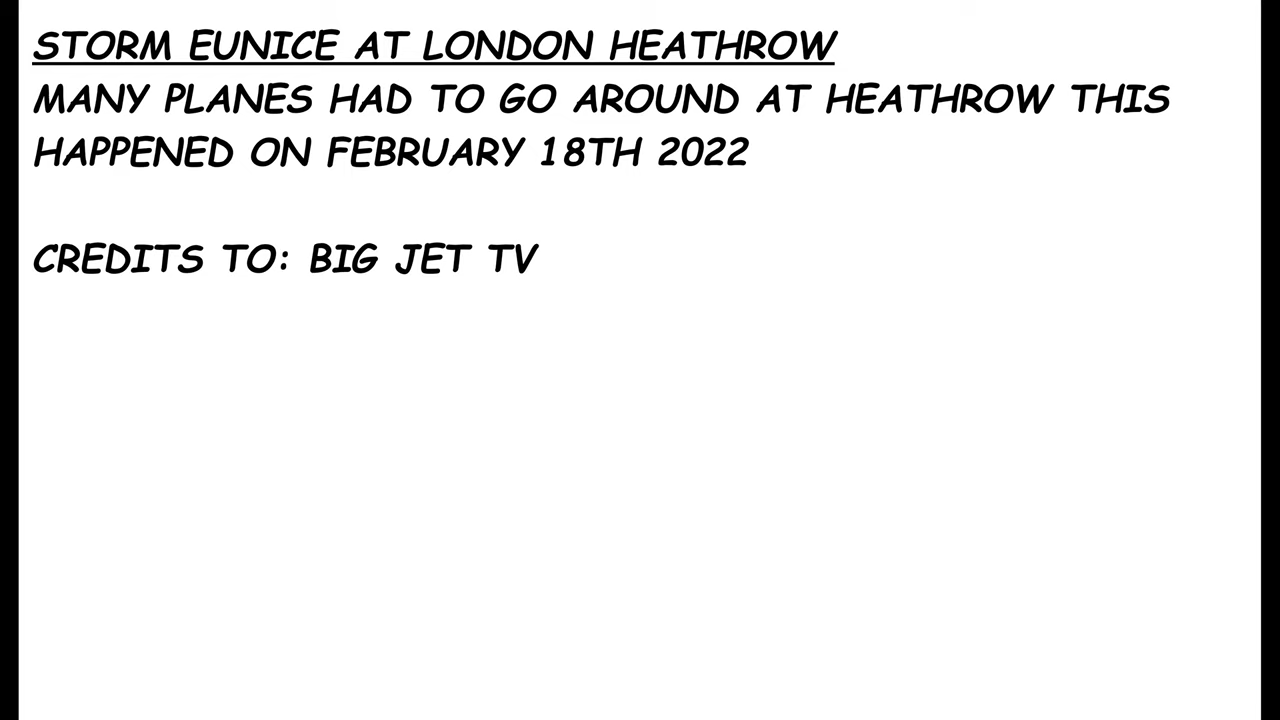 STORM EUNICE AT LONDON HEATHROW
MANY PLANES HAD TO GO AROUND AT HEATHROW THIS
HAPPENED ON FEBRUARY 18TH 2022
CREDITS TO: BIG JET TV